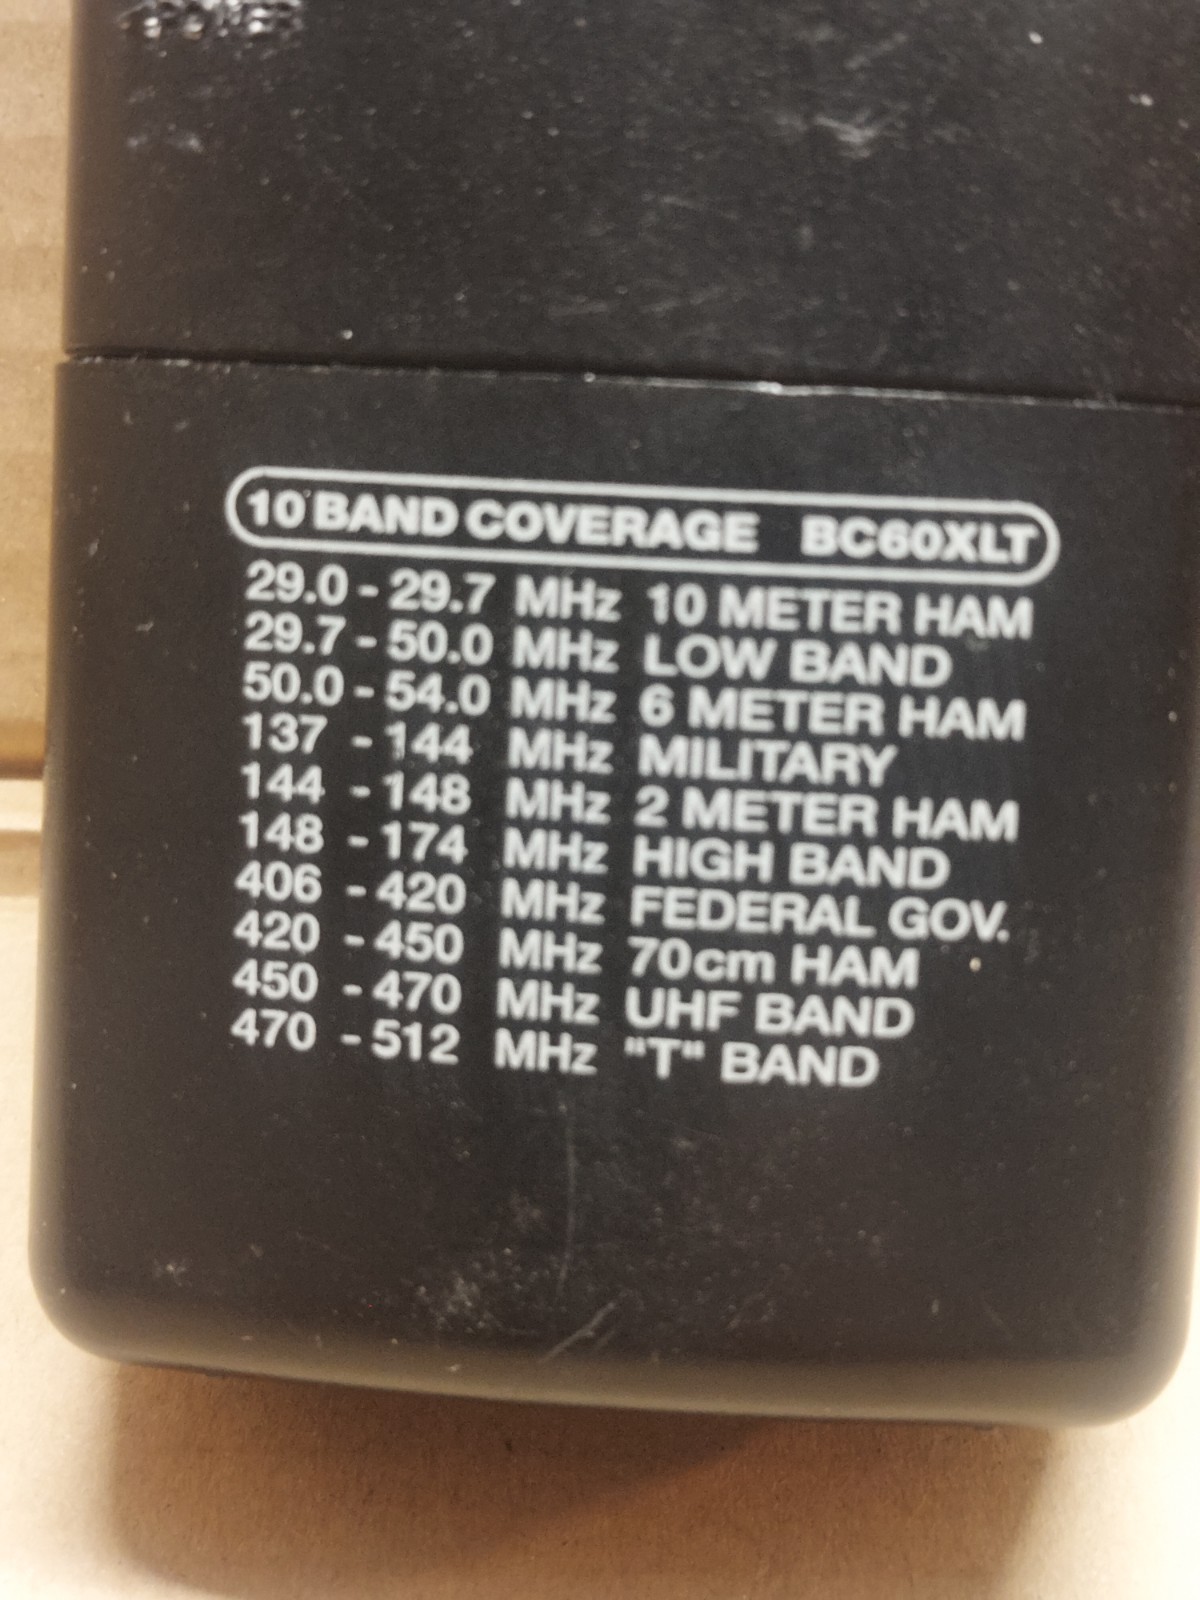 10 BAND COVERAGE BC60XLT
29.0 - 29.7 MHz 10 METER HAM
29.7 - 50.0 MHz LOW BAND
50.0 - 54.0 MHz 6 METER HAM
137 - 144 MHz MILITARY
144 - 148 MHz 2 METER HAM
148 - 174 MHz HIGH BAND
406 - 420 MHz FEDERAL GOV.
420 - 450 MHz 70cm HAM
450 - 470 MHz UHF BAND
470 - 512 MHz "T" BAND